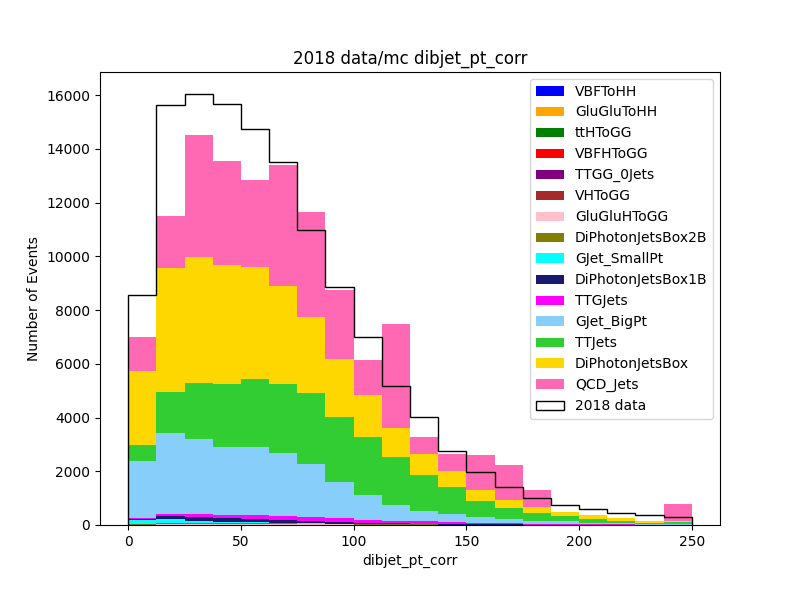 2018 data/mc dibjet_pt_corr
Number of Events
16000
14000
12000
10000
8000
6000
4000
2000
0
0
50
100
150
200
250
dibjet_pt_corr
VBFToHH
GluGluToHH
ttHToGG
VBFHToGG
TTGG_0Jets
VHToGG
GluGluHToGG
DiPhotonJetsBox2B
GJet_SmallPt
DiPhotonJetsBox1B
TTGJets
GJet_BigPt
TTJets
DiPhotonJetsBox
QCD_Jets
2018 data